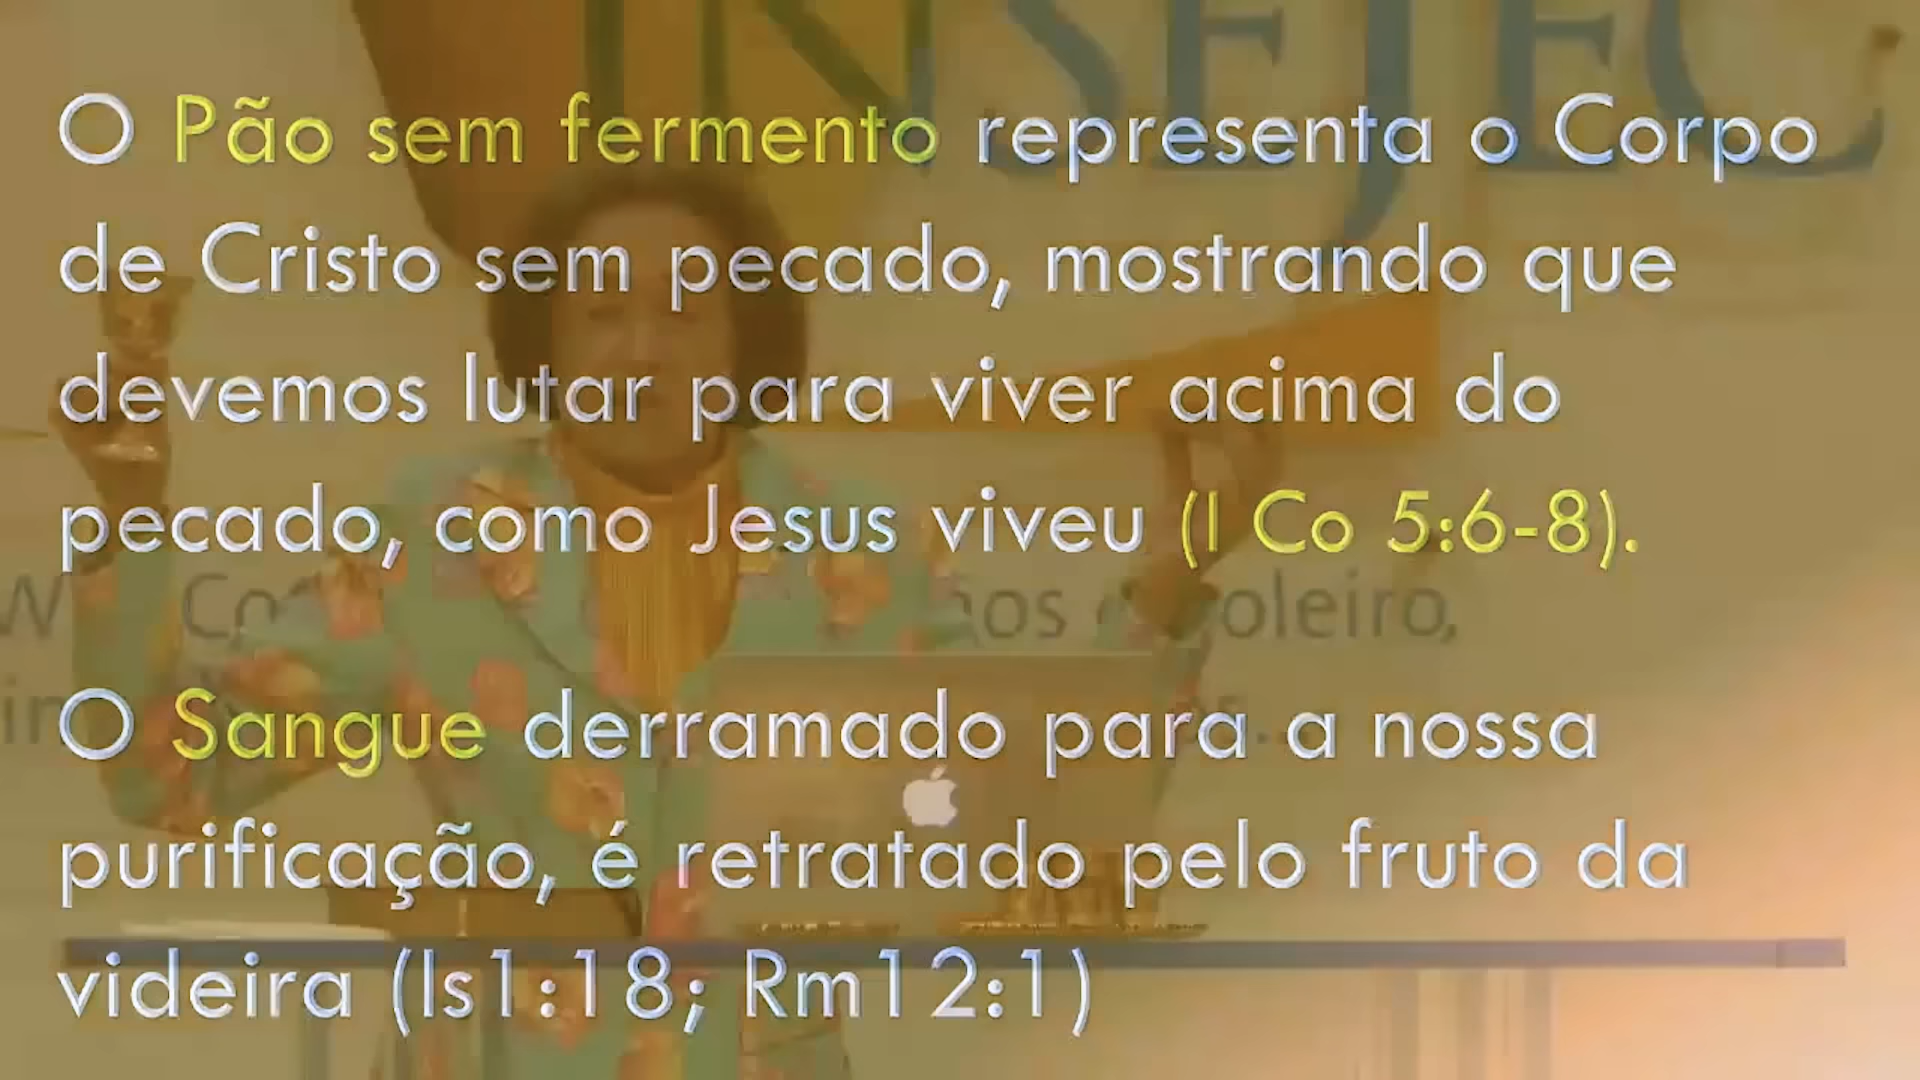 INSEJEC
O Pão sem fermento representa o Corpo
de Cristo sem pecado, mostrando que
devemos lutar para viver acima do
pecado, como Jesus viveu (I Co 5:6-8).
O Sangue derramado para a nossa
purificação, é retratado pelo fruto da
videira (Is1:18; Rm12:1)